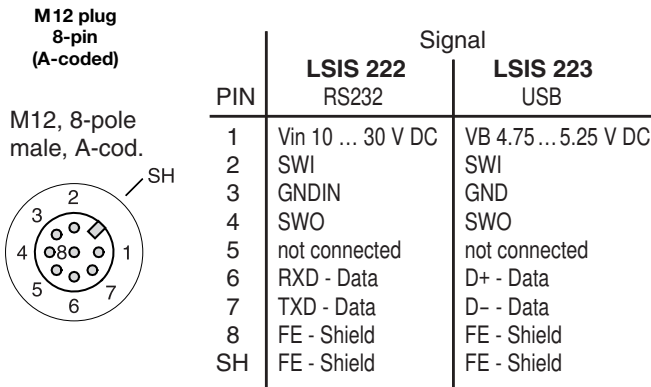 M12 plug
8-pin
(A-coded)
M12, 8-pole
male, A-cod.
SH
2
3
4
8
1
5
6
7
Signal
LSIS 222 LSIS 223
PIN RS232 USB
1 Vin 10 … 30 V DC VB 4.75 … 5.25 V DC
2 SWI SWI
3 GNDIN GND
4 SWO SWO
5 not connected not connected
6 RXD - Data D+ - Data
7 TXD - Data D– - Data
8 FE - Shield FE - Shield
SH FE - Shield FE - Shield